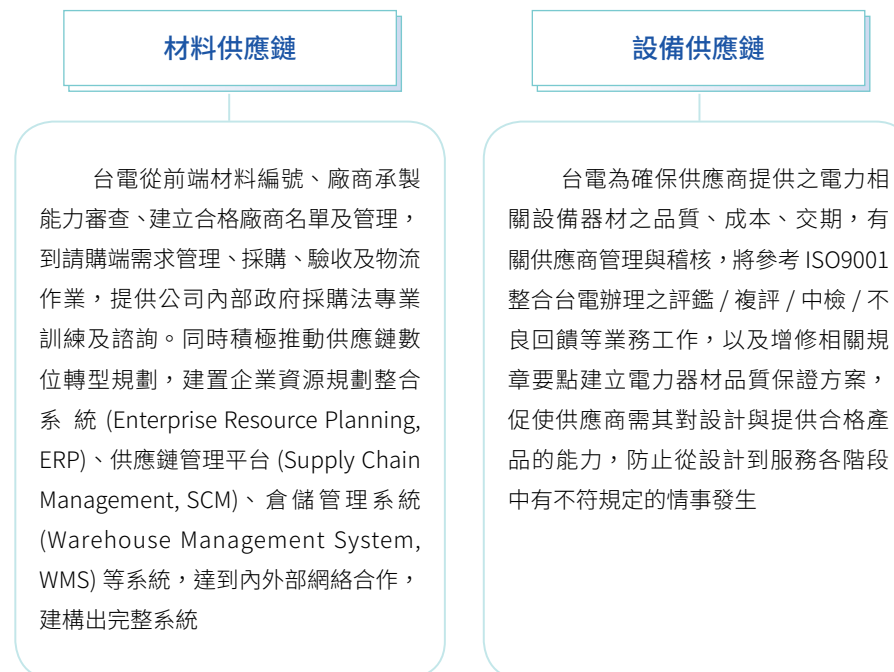 材料供應鏈
台電從前端材料編號、廠商承製
能力審查、建立合格廠商名單及管理，
到請購端需求管理、採購、驗收及物流
作業，提供公司內部政府採購法專業
訓練及諮詢。同時積極推動供應鏈數
位轉型規劃，建置企業資源規劃整合
系 統 (Enterprise Resource Planning,
ERP)、供應鏈管理平台 (Supply Chain
Management, SCM)、倉儲管理系統
(Warehouse Management System,
WMS) 等系統，達到內外部網絡合作，
建構出完整系統
設備供應鏈
台電為確保供應商提供之電力相
關設備器材之品質、成本、交期，有
關供應商管理與稽核，將參考 ISO9001
整合台電辦理之評鑑 / 複評 / 中檢 / 不
良回饋等業務工作，以及增修相關規
章要點建立電力器材品質保證方案，
促使供應商需其對設計與提供合格產
品的能力，防止從設計到服務各階段
中有不符規定的情事發生